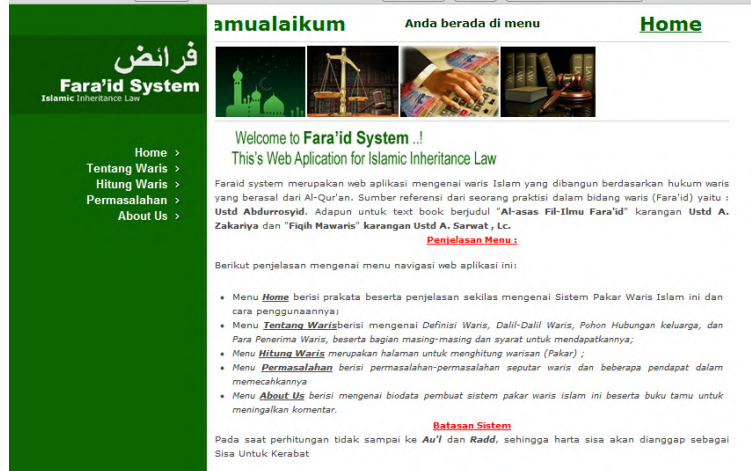 amualaikum Anda berada di menu Home
فرائض
Fara'id System
Islamic Inheritance Law
Home >
Tentang Waris >
Hitung Waris >
Permasalahan >
About Us >
Welcome to Fara'id System ..!
This's Web Aplication for Islamic Inheritance Law
Faraid system merupakan web aplikasi mengenai waris Islam yang dibangun berdasarkan hukum waris
yang berasal dari Al-Qur'an. Sumber referensi dari seorang praktisi dalam bidang waris (Fara'id) yaitu :
Ustd Abdurrosyid. Adapun untuk text book berjudul "Al-asas Fil-Ilmu Fara'id" karangan Ustd A.
Zakariya dan "Fiqih Mawaris" karangan Ustd A. Sarwat , Lc.
Penjelasan Menu :
Berikut penjelasan mengenai menu navigasi web aplikasi ini:
• Menu Home berisi prakata beserta penjelasan sekilas mengenai Sistem Pakar Waris Islam ini dan
cara penggunaannya;
• Menu Tentang Warisberisi mengenai Definisi Waris, Dalil-Dalil Waris, Pohon Hubungan keluarga, dan
Para Penerima Waris, beserta bagian masing-masing dan syarat untuk mendapatkannya;
• Menu Hitung Waris merupakan halaman untuk menghitung warisan (Pakar) ;
• Menu Permasalahan berisi permasalahan-permasalahan seputar waris dan beberapa pendapat dalam
memecahkannya
• Menu About Us berisi mengenai biodata pembuat sistem pakar waris islam ini beserta buku tamu untuk
meningalkan komentar.
Batasan Sistem
Pada saat perhitungan tidak sampai ke Au'l dan Radd, sehingga harta sisa akan dianggap sebagai
Sisa Untuk Kerabat